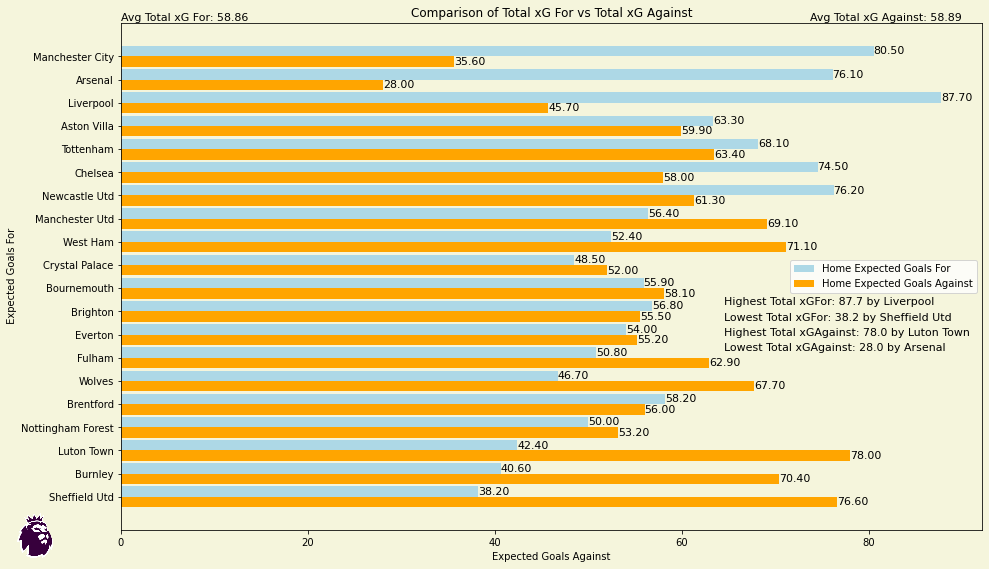 Avg Total xG For: 58.86
Comparison of Total xG For vs Total xG Against
Avg Total xG Against: 58.89
Manchester City
80.50
35.60
Arsenal
76.10
28.00
Liverpool
87.70
45.70
Aston Villa
63.30
59.90
Tottenham
68.10
63.40
Chelsea
74.50
58.00
Newcastle Utd
76.20
61.30
Manchester Utd
56.40
69.10
West Ham
52.40
71.10
Crystal Palace
48.50
52.00
Bournemouth
55.90
58.10
Brighton
56.80
55.50
Everton
54.00
55.20
Fulham
50.80
62.90
Wolves
46.70
67.70
Brentford
58.20
56.00
Nottingham Forest
50.00
53.20
Luton Town
42.40
78.00
Burnley
40.60
70.40
Sheffield Utd
38.20
76.60
Home Expected Goals For
Home Expected Goals Against
Highest Total xGFor: 87.7 by Liverpool
Lowest Total xGFor: 38.2 by Sheffield Utd
Highest Total xGAgainst: 78.0 by Luton Town
Lowest Total xGAgainst: 28.0 by Arsenal
Expected Goals For
0
20
40
60
80
Expected Goals Against